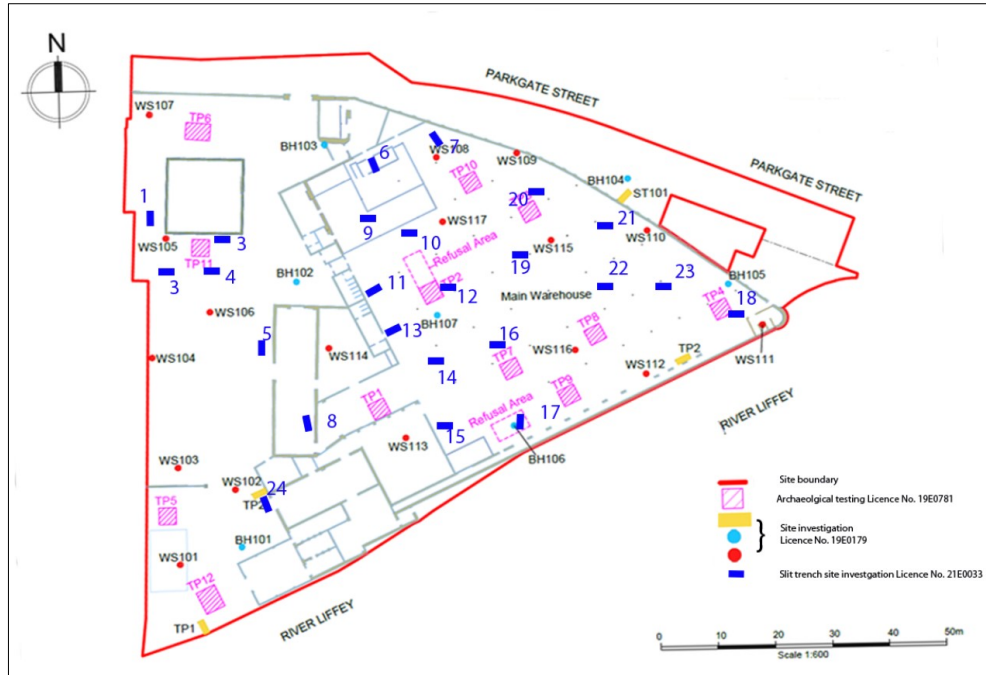 N
PARKGATE STREET
WS107
TP6
BH103
6
7
WS108
WS109
TP10
BH104
ST101
PARKGATE STREET
1
20
9
10
WS117
21
WS110
WS105
3
TP11
WS115
Refusal Area
3
4
BH102
19
22
23
BH105
11
TP2
12
Main Warehouse
TP4
18
WS106
BH107
13
5
16
TP8
WS111
WS104
WS114
14
WS116
TP2
TP7
WS112
TP1
TP9
RIVER LIFFEY
8
Refusal Area
17
15
WS113
BH106
WS103
WS102
24
TP2
TP5
BH101
WS101
TP12
TP1
RIVER LIFFEY
Site boundary
Archaeolgical testing Licence No. 19E0781
Site investigation
Licence No. 19E0179
Slit trench site investgation Licence No. 21E0033
0 10 20 30 40 50m
Scale 1:600